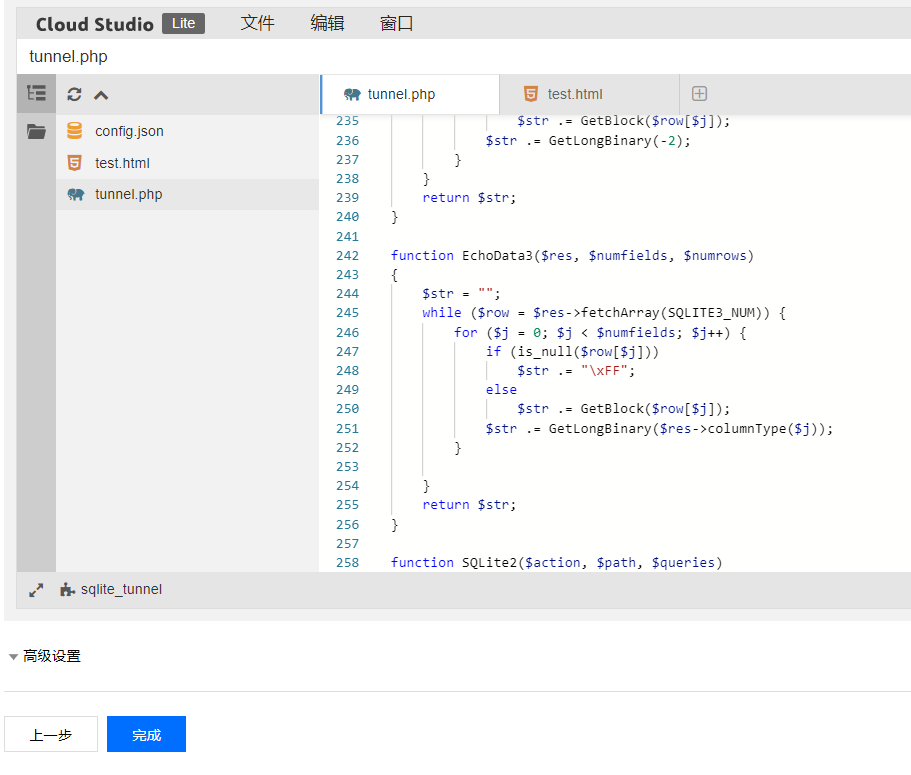 Cloud Studio Lite 文件 编辑 窗口
tunnel.php
tunnel.php test.html
config.json
test.html
tunnel.php
235 $str .= GetBlock($row[$j]);
236 $str .= GetLongBinary(-2);
237 }
238 }
239 return $str;
240 }
241
242 function EchoData3($res, $numfields, $numrows)
243 {
244 $str = "";
245 while ($row = $res->fetchArray(SQLITE3_NUM)) {
246 for ($j = 0; $j < $numfields; $j++) {
247 if (is_null($row[$j]))
248 $str .= "\xFF";
249 else
250 $str .= GetBlock($row[$j]);
251 $str .= GetLongBinary($res->columnType($j));
252 }
253
254 }
255 return $str;
256 }
257
258 function SQLite2($action, $path, $queries)
sqlite_tunnel
高级设置
上一步 完成